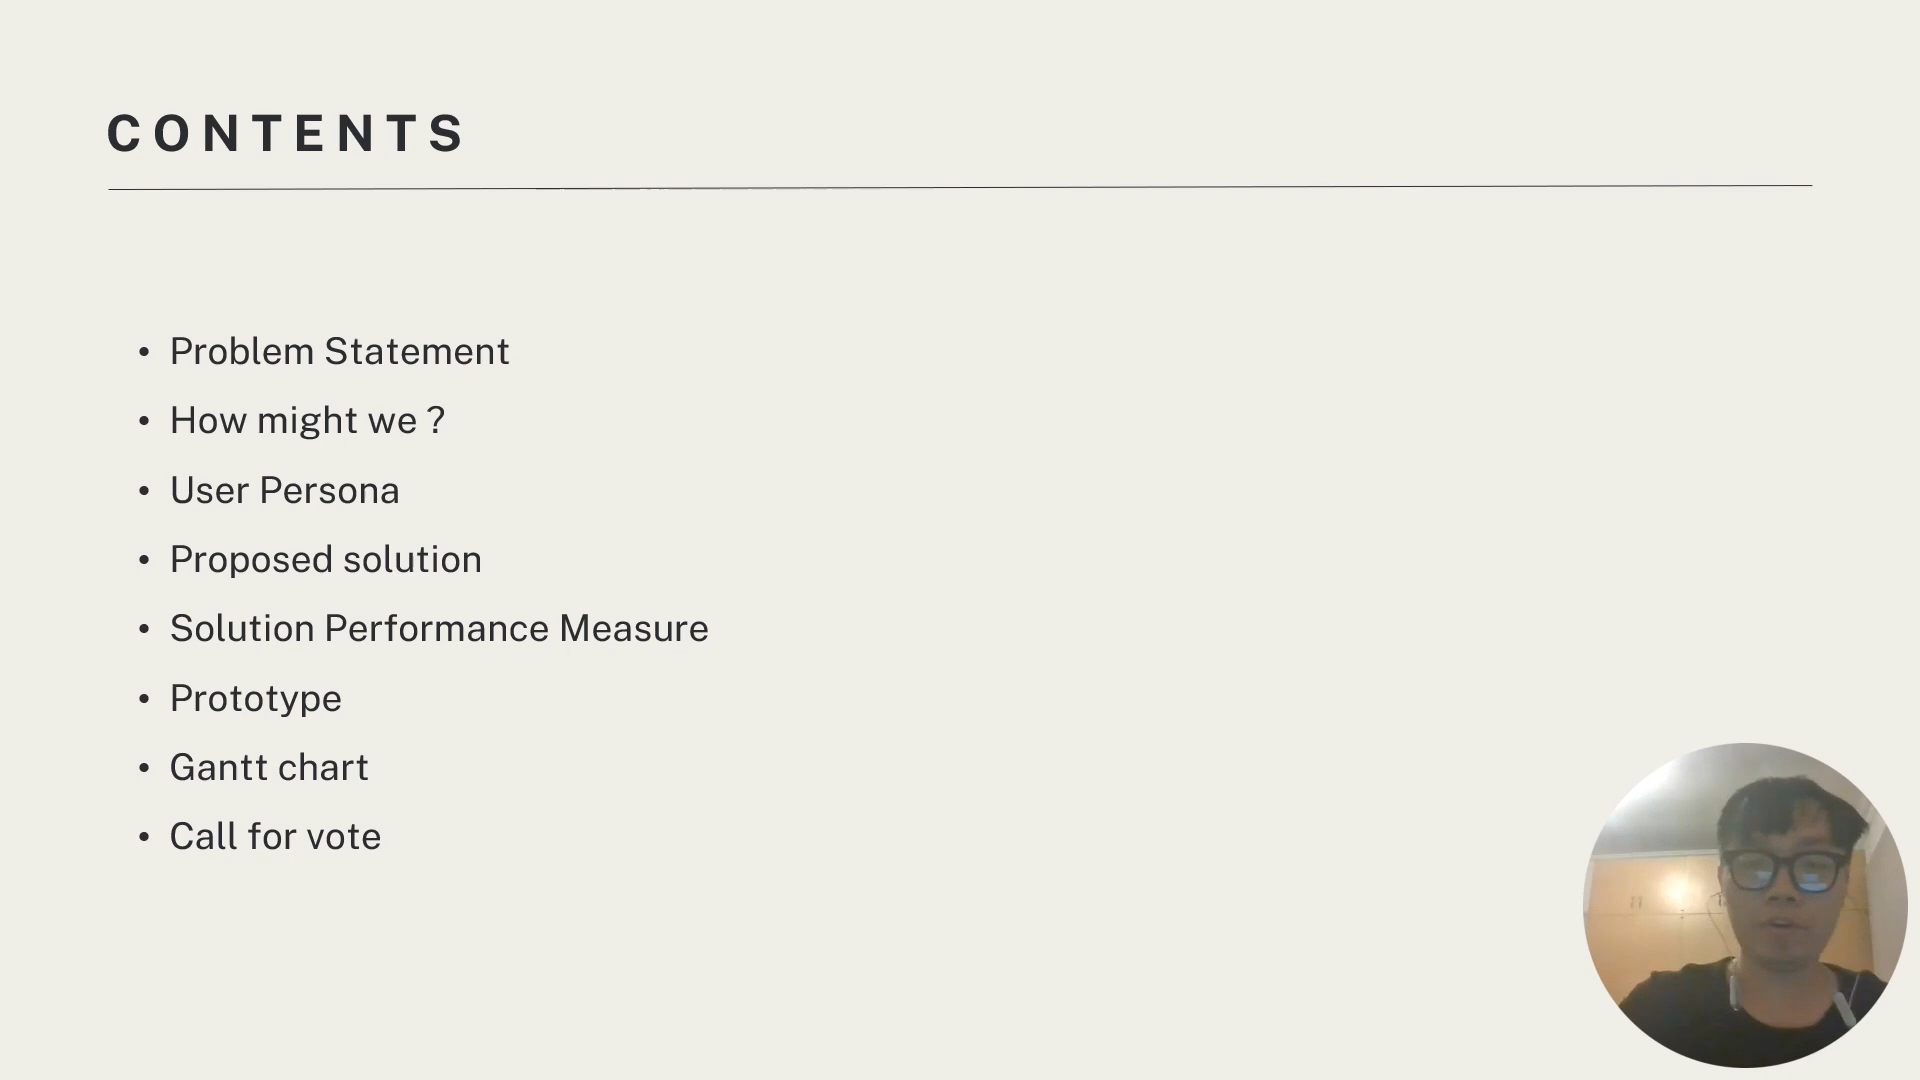 CONTENTS
• Problem Statement
• How might we ?
• User Persona
• Proposed solution
• Solution Performance Measure
• Prototype
• Gantt chart
• Call for vote